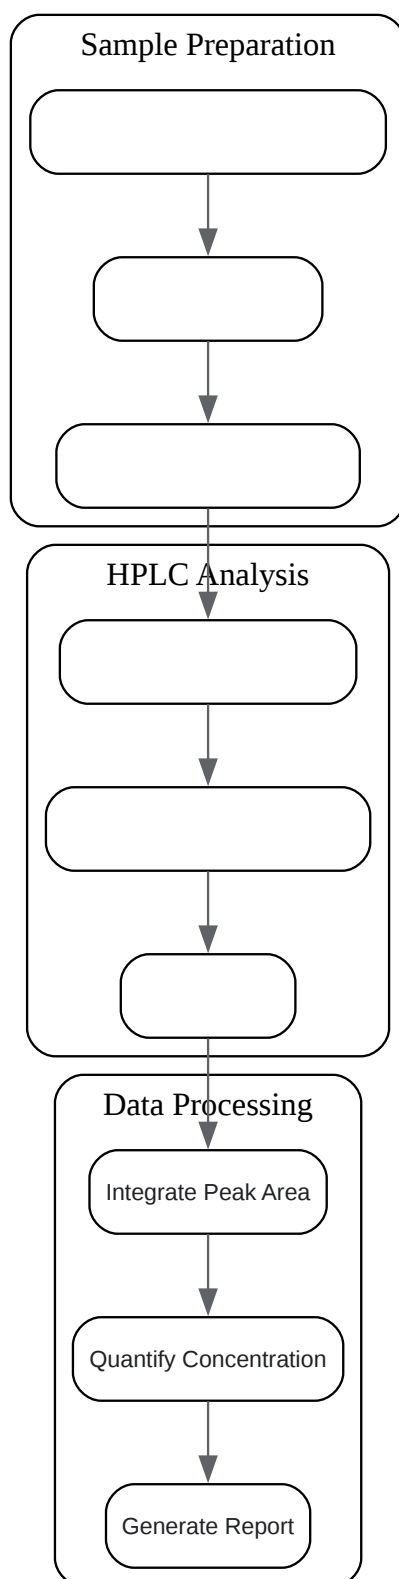 Sample Preparation
HPLC Analysis
Data Processing
Integrate Peak Area
Quantify Concentration
Generate Report